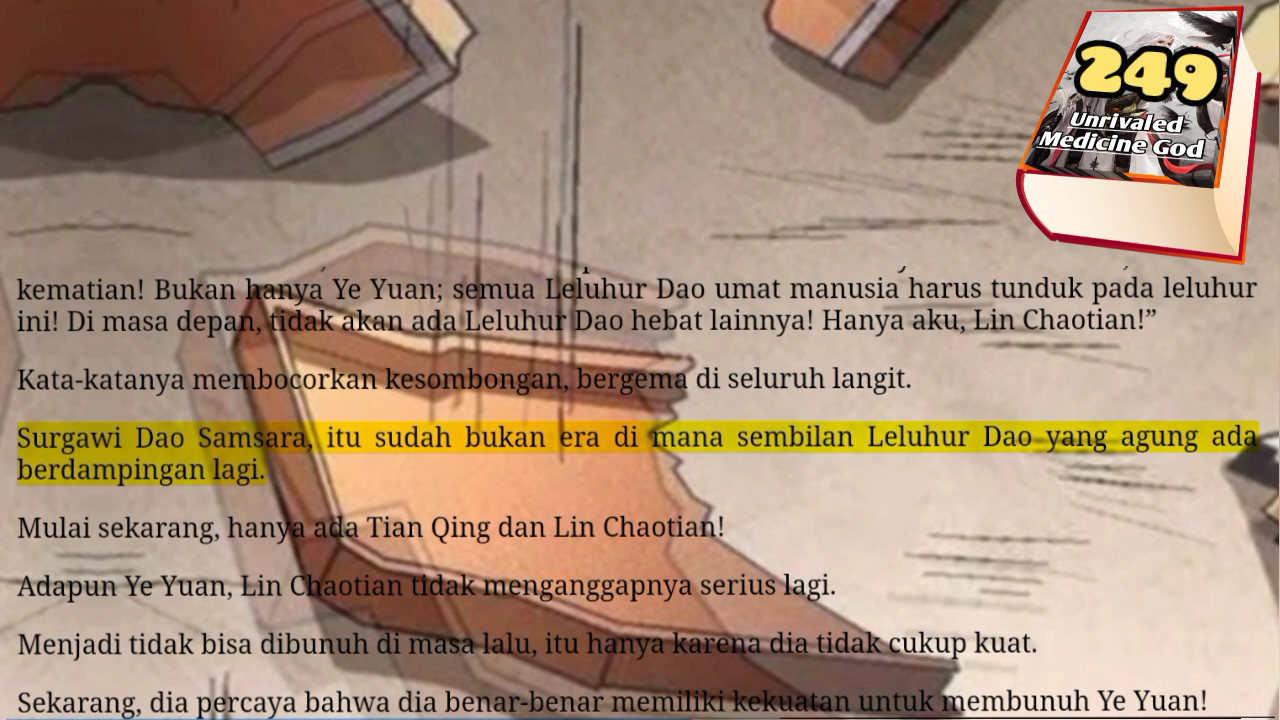 249
Unrivaled
Medicine God
kematian! Bukan hanya Ye Yuan; semua Leluhur Dao umat manusia harus tunduk pada leluhur
ini! Di masa depan, tidak akan ada Leluhur Dao hebat lainnya! Hanya aku, Lin Chaotian!”
Kata-katanya membocorkan kesombongan, bergema di seluruh langit.
Surgawi Dao Samsara, itu sudah bukan era di mana sembilan Leluhur Dao yang agung ada
berdampingan lagi.
Mulai sekarang, hanya ada Tian Qing dan Lin Chaotian!
Adapun Ye Yuan, Lin Chaotian tidak menganggapnya serius lagi.
Menjadi tidak bisa dibunuh di masa lalu, itu hanya karena dia tidak cukup kuat.
Sekarang, dia percaya bahwa dia benar-benar memiliki kekuatan untuk membunuh Ye Yuan!